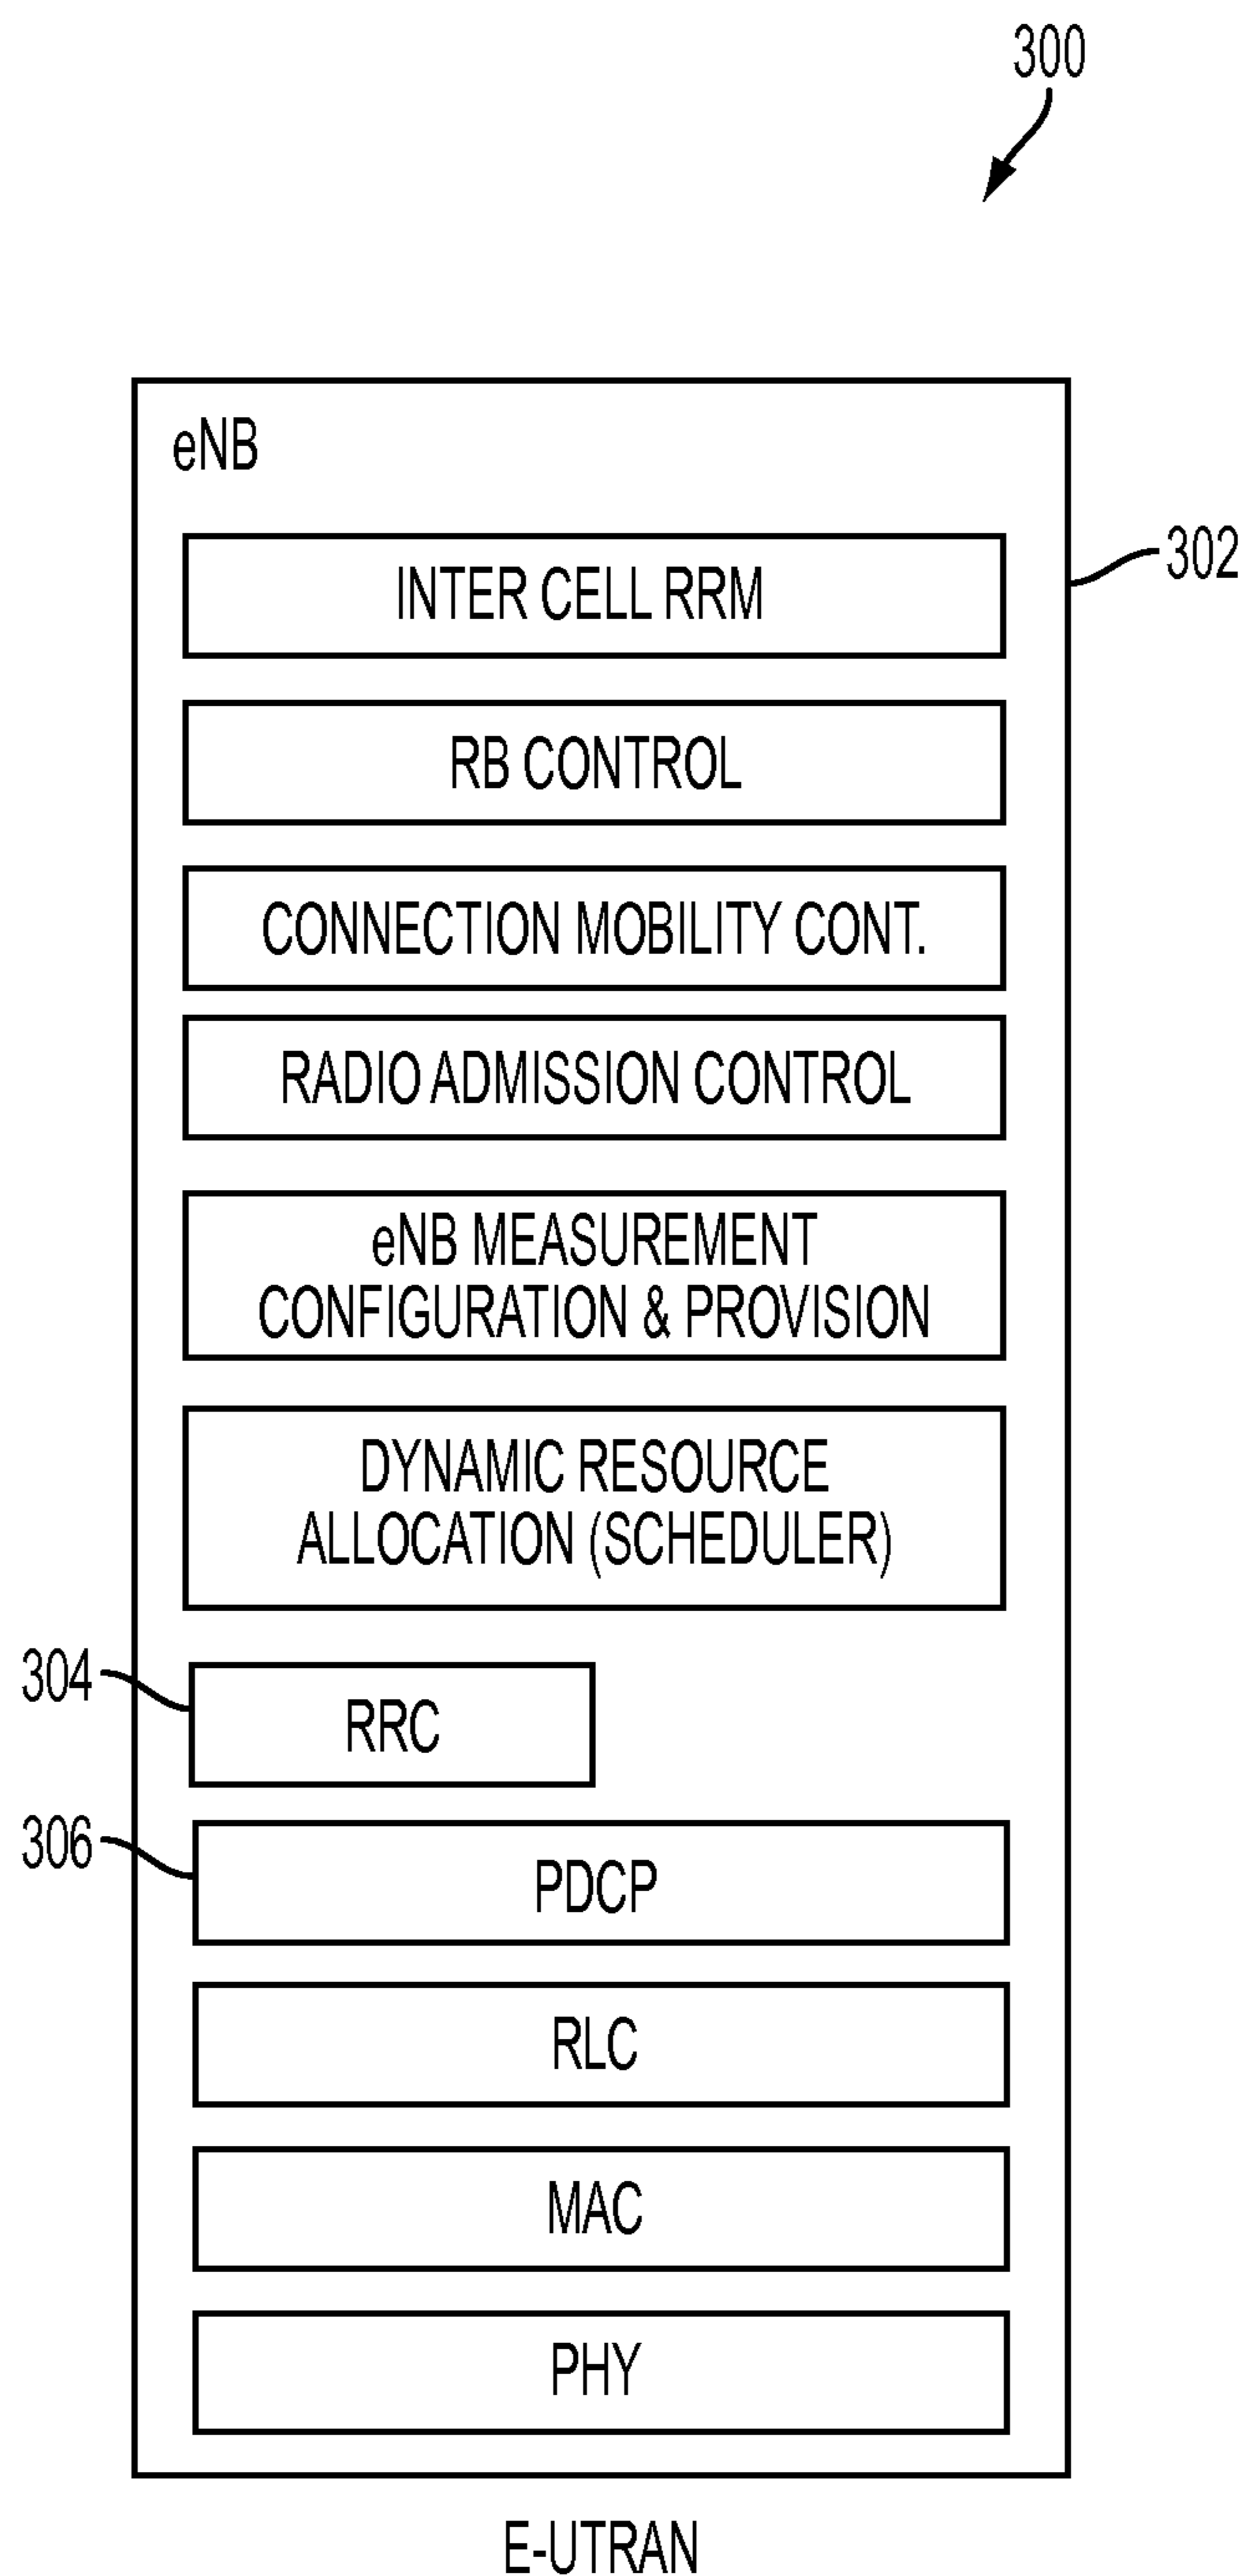 300
eNB
302
INTER CELL RRM
RB CONTROL
CONNECTION MOBILITY CONT.
RADIO ADMISSION CONTROL
eNB MEASUREMENT
CONFIGURATION & PROVISION
DYNAMIC RESOURCE
ALLOCATION (SCHEDULER)
304
RRC
306
PDCP
RLC
MAC
PHY
E-UTRAN